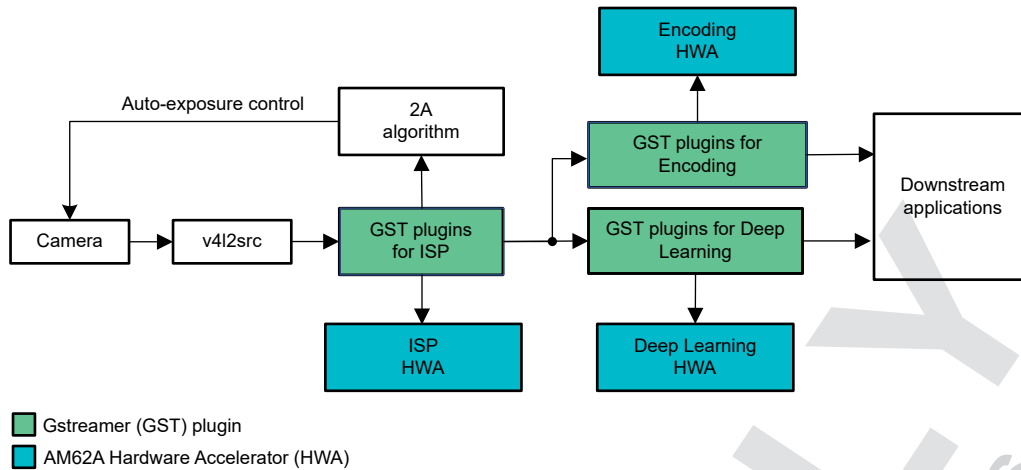 Encoding
HWA
Auto-exposure control
2A
algorithm
GST plugins for
Encoding
Downstream
applications
Camera
v4l2src
GST plugins
for ISP
GST plugins for Deep
Learning
ISP
HWA
Deep Learning
HWA
Gstreamer (GST) plugin
AM62A Hardware Accelerator (HWA)